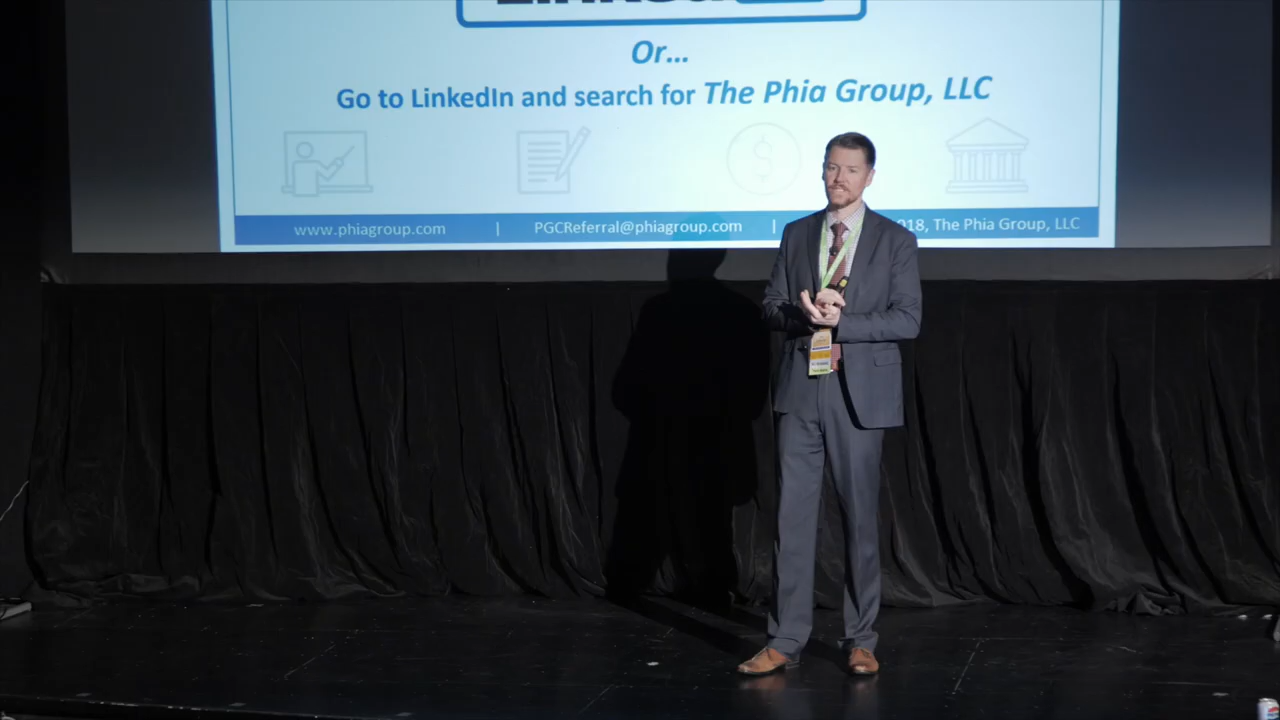 Or...
Go to LinkedIn and search for The Phia Group, LLC
www.phiagroup.com | PGCReferral@phiagroup.com | 018, The Phia Group, LLC